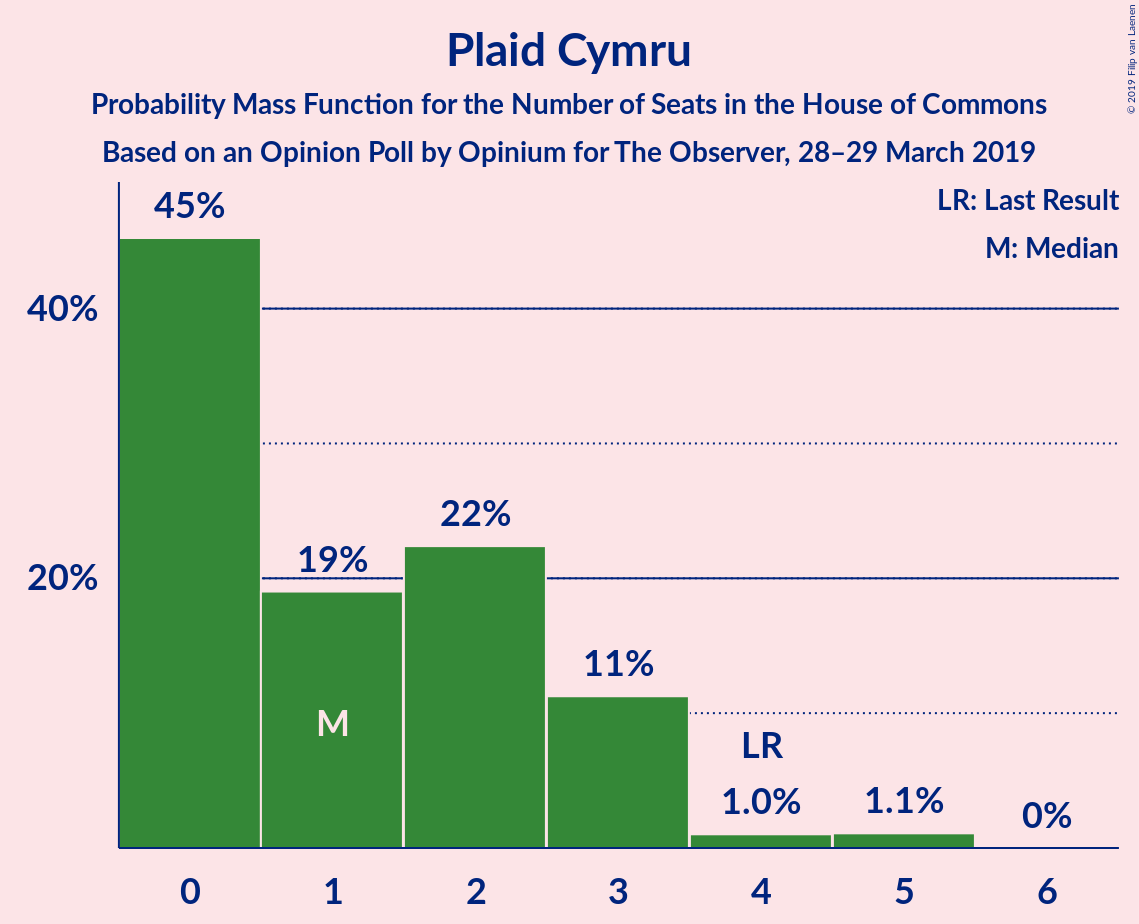 Plaid Cymru
Probability Mass Function for the Number of Seats in the House of Commons
Based on an Opinion Poll by Opinium for The Observer, 28–29 March 2019
© 2019 Filip van Laenen
LR: Last Result
M: Median
45%
40%
22%
19%
20%
11%
M
LR
1.0%
1.1%
0%
0
1
2
3
4
5
6